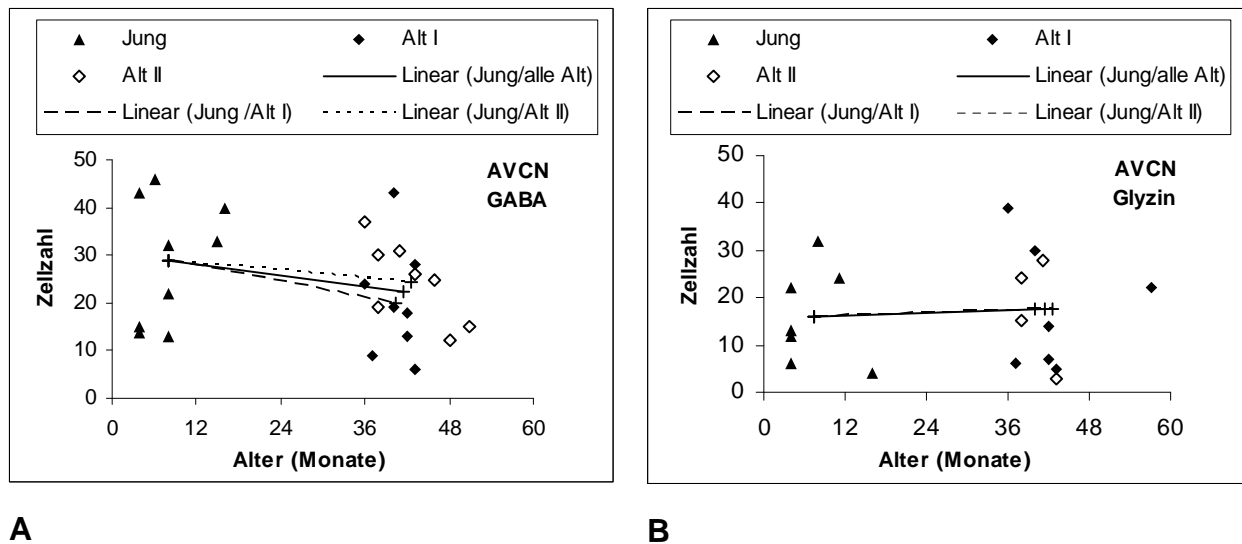 Jung
Alt I
Alt II
Linear (Jung/alle Alt)
Linear (Jung /Alt I)
Linear (Jung/Alt II)
AVCN
GABA
Zellzahl
50
40
30
20
10
0
0 12 24 36 48 60
Alter (Monate)
A
Jung
Alt I
Alt II
Linear (Jung/alle Alt)
Linear (Jung/Alt I)
Linear (Jung/Alt II)
AVCN
Glyzin
Zellzahl
50
40
30
20
10
0
0 12 24 36 48 60
Alter (Monate)
B